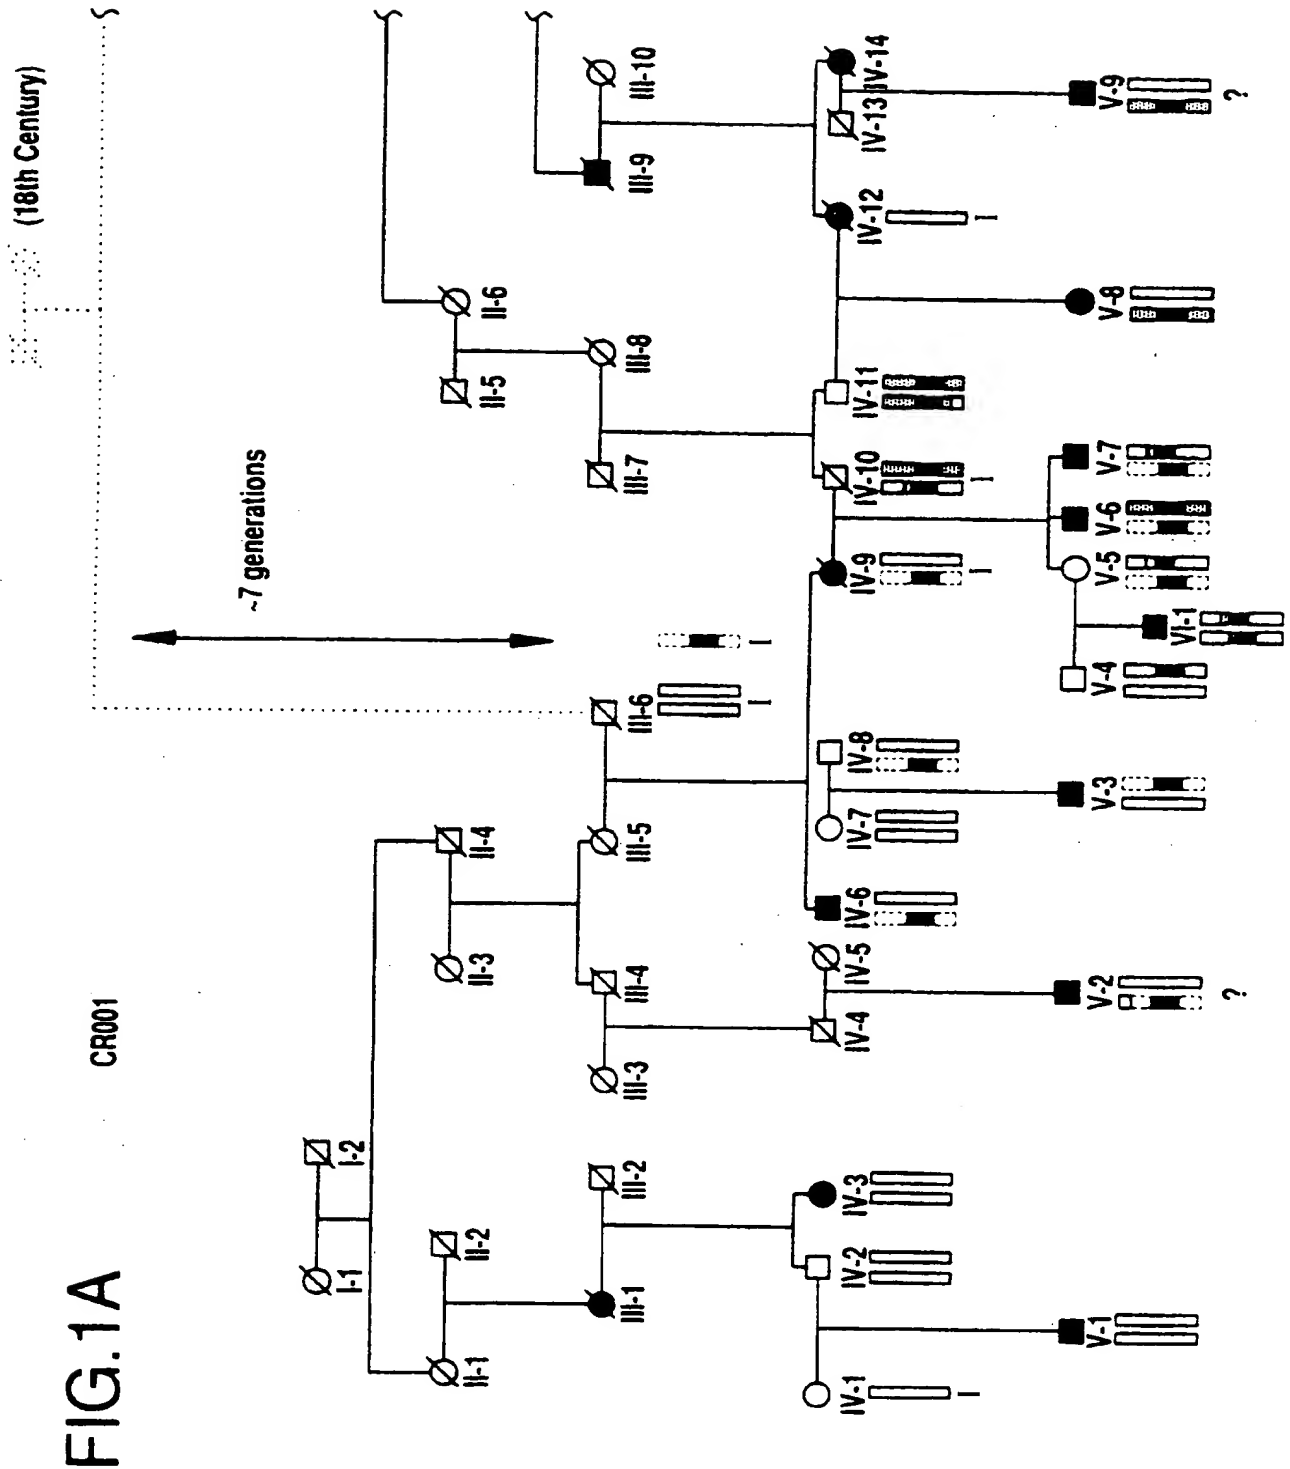 FIG.1A
CR001
(18th Century)
~7 generations
I-1
I-2
II-1
II-2
II-3
II-4
II-5
II-6
III-1
III-2
III-3
III-4
III-5
III-6
I
I
III-7
III-8
III-9
III-10
IV-1
I
IV-2
IV-3
IV-4
IV-5
IV-6
IV-7
IV-8
IV-9
I
IV-10
I
IV-11
IV-12
I
IV-13
IV-14
V-1
V-2
?
V-3
V-4
V-5
V-6
V-7
V-8
V-9
?
VI-1